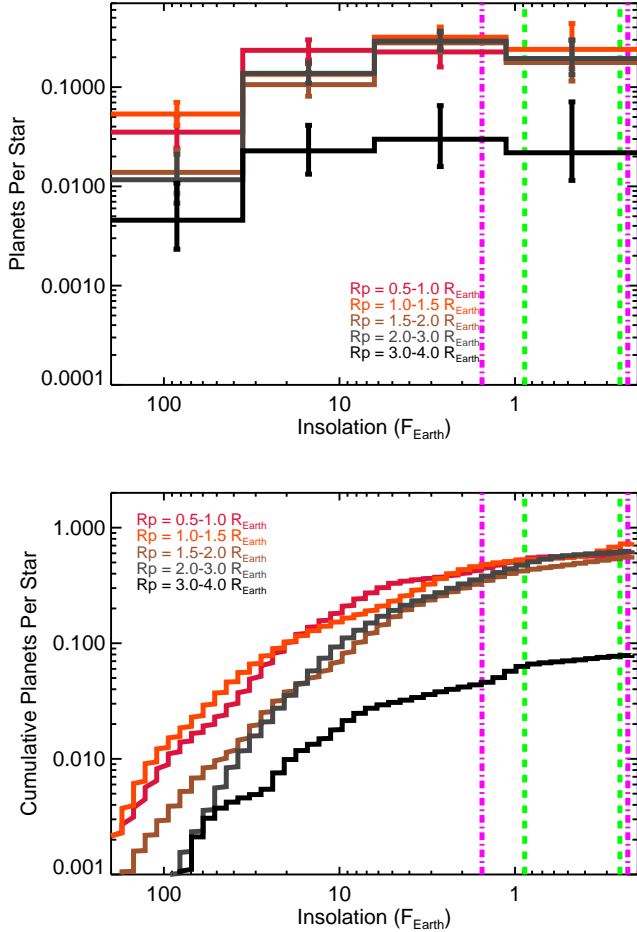 0.1000
0.0100
0.0010
0.0001
Planets Per Star
Rp = 0.5-1.0 REarth
Rp = 1.0-1.5 REarth
Rp = 1.5-2.0 REarth
Rp = 2.0-3.0 REarth
Rp = 3.0-4.0 REarth
100 10 1
Insolation (FEarth)
1.000
0.100
0.010
0.001
Cumulative Planets Per Star
Rp = 0.5-1.0 REarth
Rp = 1.0-1.5 REarth
Rp = 1.5-2.0 REarth
Rp = 2.0-3.0 REarth
Rp = 3.0-4.0 REarth
100 10 1
Insolation (FEarth)